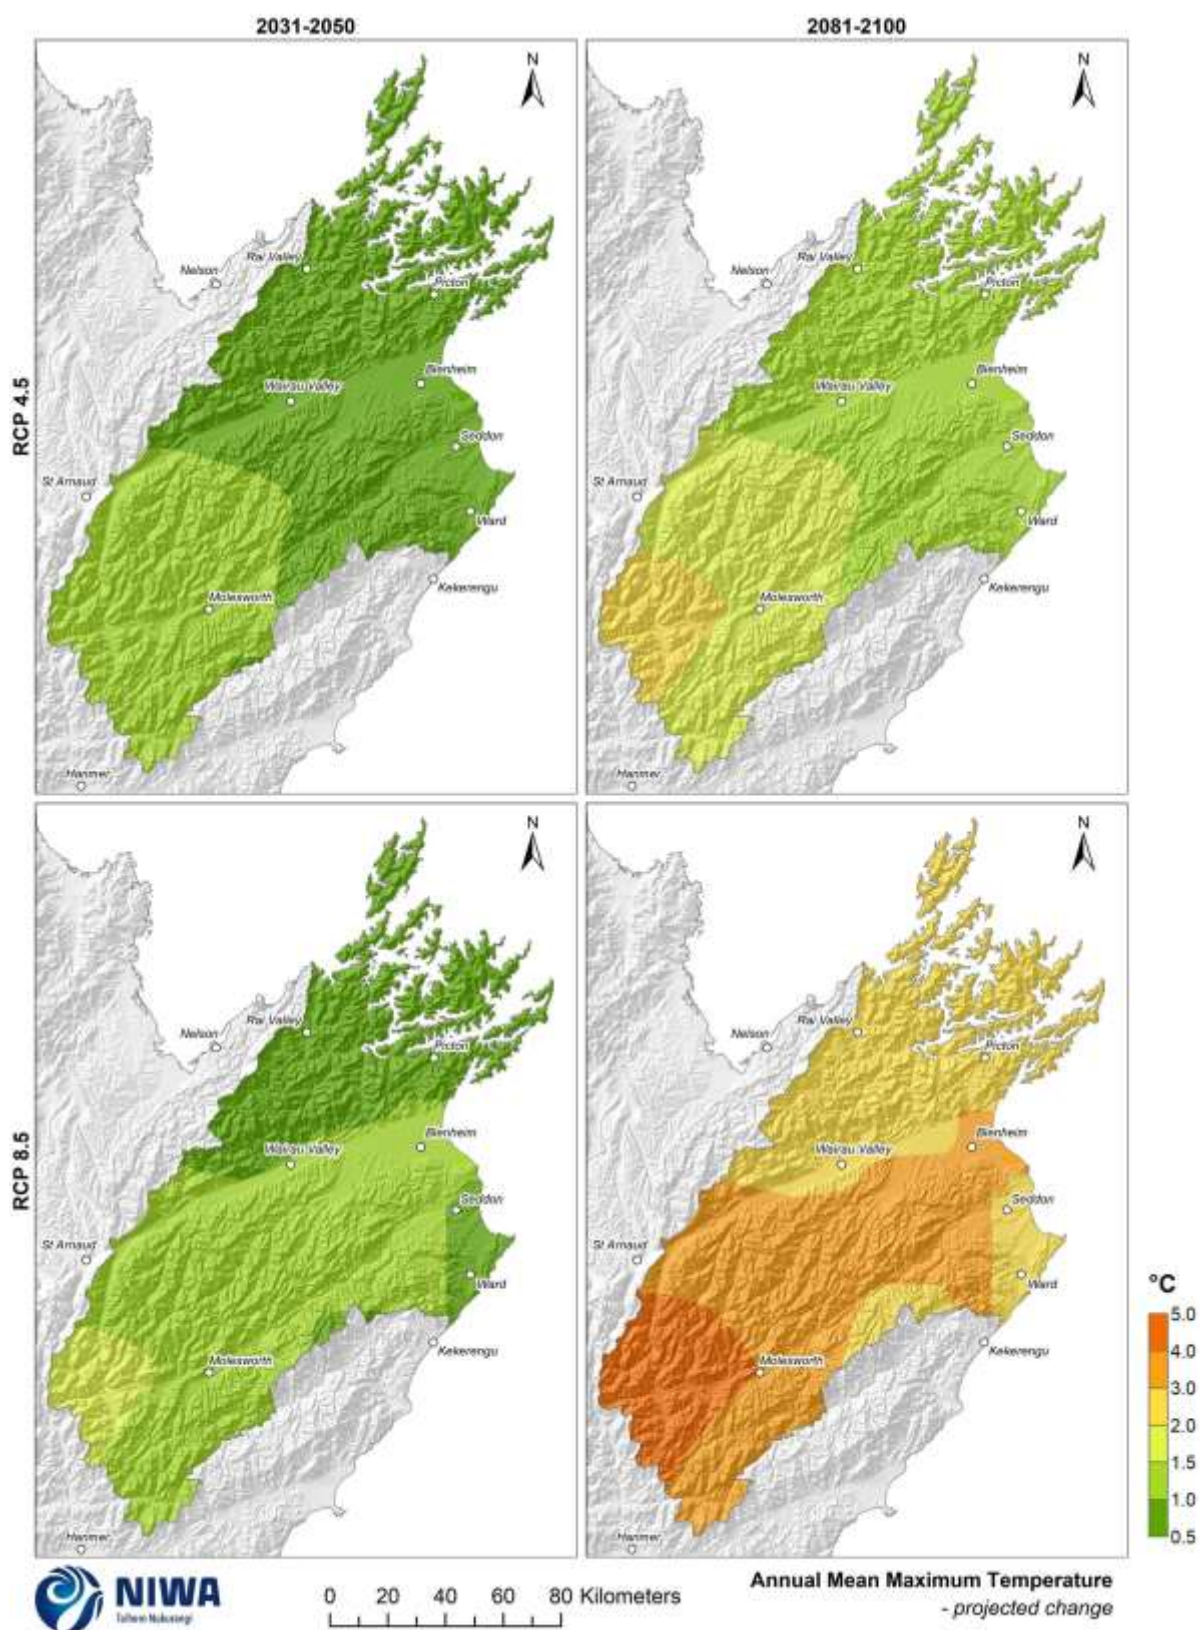 2031-2050
2081-2100
N
N
Rai Valley
Rai Valley
Nelson
Nelson
Picton
Picton
RCP 4.5
Blenheim
Blenheim
Wairau Valley
Wairau Valley
Seddon
Seddon
St Arnaud
St Arnaud
Ward
Ward
Kekerengu
Kekerengu
Molesworth
Molesworth
Hanmer
Hanmer
N
N
Rai Valley
Rai Valley
Nelson
Nelson
Picton
Picton
RCP 8.5
Blenheim
Blenheim
Wairau Valley
Wairau Valley
Seddon
Seddon
St Arnaud
St Arnaud
Ward
Ward
Kekerengu
Kekerengu
Molesworth
Molesworth
Hanmer
Hanmer
°C
5.0
4.0
3.0
2.0
1.5
1.0
0.5
NIWA
Taihoro Nukurangi
0 20 40 60 80 Kilometers
Annual Mean Maximum Temperature
- projected change